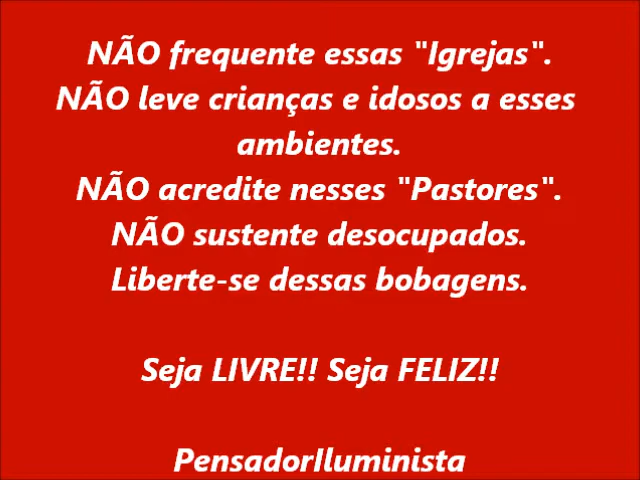 NÃO frequente essas "Igrejas".
NÃO leve crianças e idosos a esses
ambientes.
NÃO acredite nesses "Pastores".
NÃO sustente desocupados.
Liberte-se dessas bobagens.
Seja LIVRE!! Seja FELIZ!!
PensadorIluminista